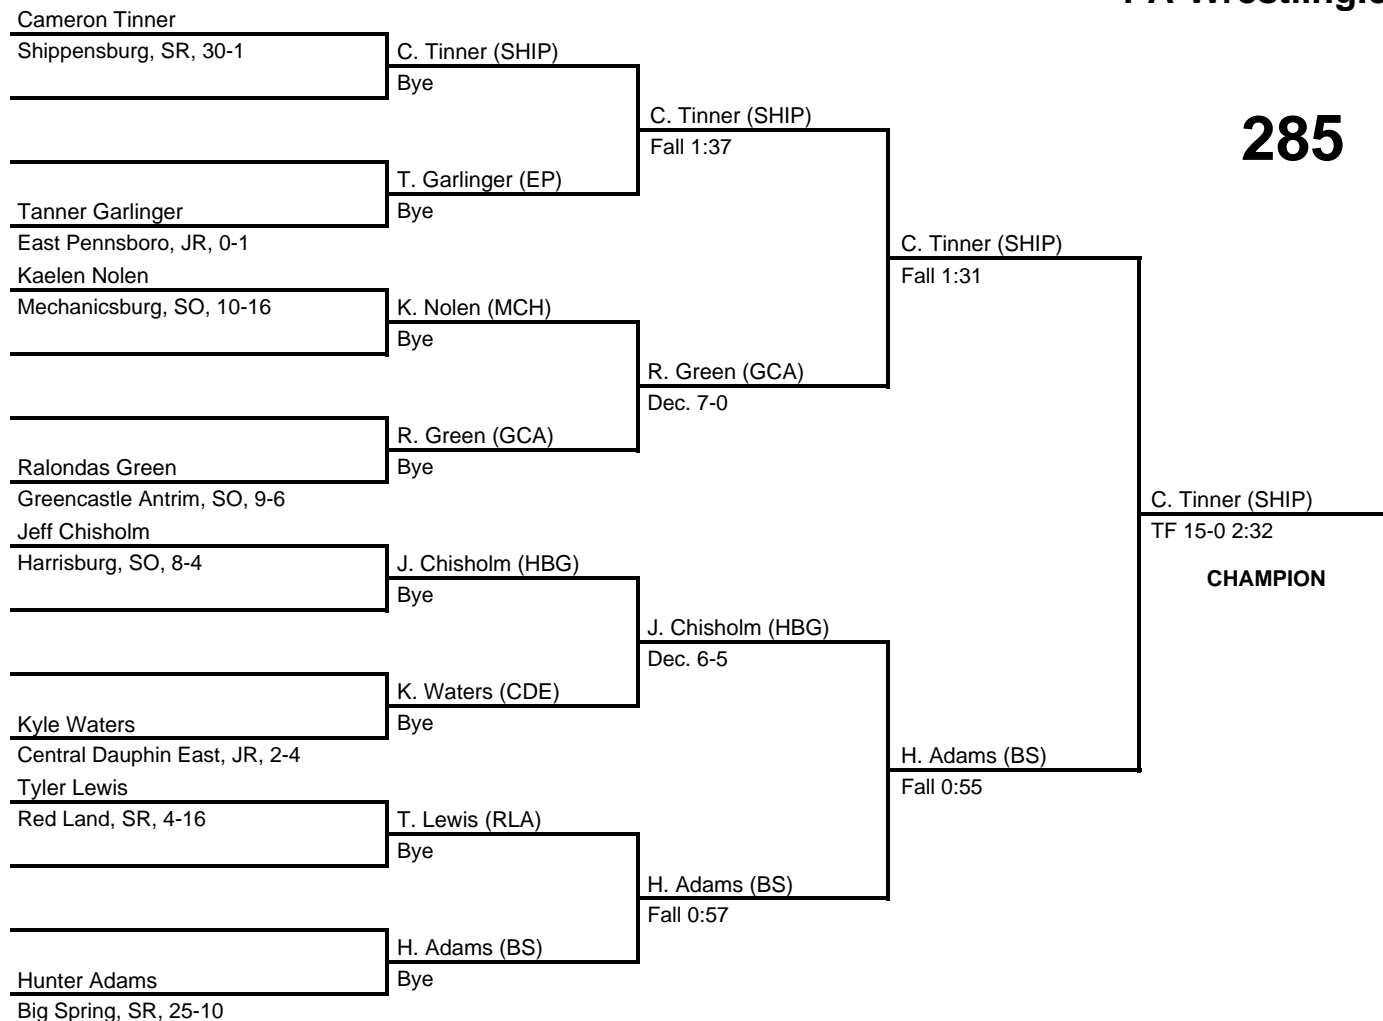 Cameron Tinner
Shippensburg, SR, 30-1
C. Tinner (SHIP)
Bye
C. Tinner (SHIP)
Fall 1:37
285
T. Garlinger (EP)
Bye
Tanner Garlinger
East Pennsboro, JR, 0-1
C. Tinner (SHIP)
Fall 1:31
Kaelen Nolen
Mechanicsburg, SO, 10-16
K. Nolen (MCH)
Bye
R. Green (GCA)
Dec. 7-0
R. Green (GCA)
Bye
Ralondas Green
Greencastle Antrim, SO, 9-6
C. Tinner (SHIP)
TF 15-0 2:32
CHAMPION
Jeff Chisholm
Harrisburg, SO, 8-4
J. Chisholm (HBG)
Bye
J. Chisholm (HBG)
Dec. 6-5
K. Waters (CDE)
Bye
Kyle Waters
Central Dauphin East, JR, 2-4
H. Adams (BS)
Fall 0:55
Tyler Lewis
Red Land, SR, 4-16
T. Lewis (RLA)
Bye
H. Adams (BS)
Fall 0:57
H. Adams (BS)
Bye
Hunter Adams
Big Spring, SR, 25-10